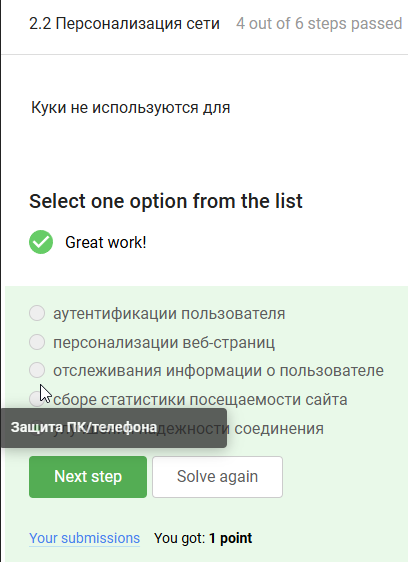 2.2 Персонализация сети 4 out of 6 steps passed
Куки не используются для
Select one option from the list
Great work!
аутентификации пользователя
персонализации веб-страниц
отслеживания информации о пользователе
сборе статистики посещаемости сайта
Защита ПК/телефона
соединения
Next step Solve again
Your submissions You got: 1 point